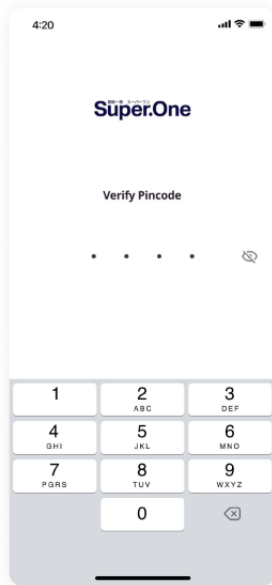 4:20
Super.One
Verify Pincode
1
2
ABC
3
DEF
4
GHI
5
JKL
6
MNO
7
PGRS
8
TUV
9
WXYZ
0